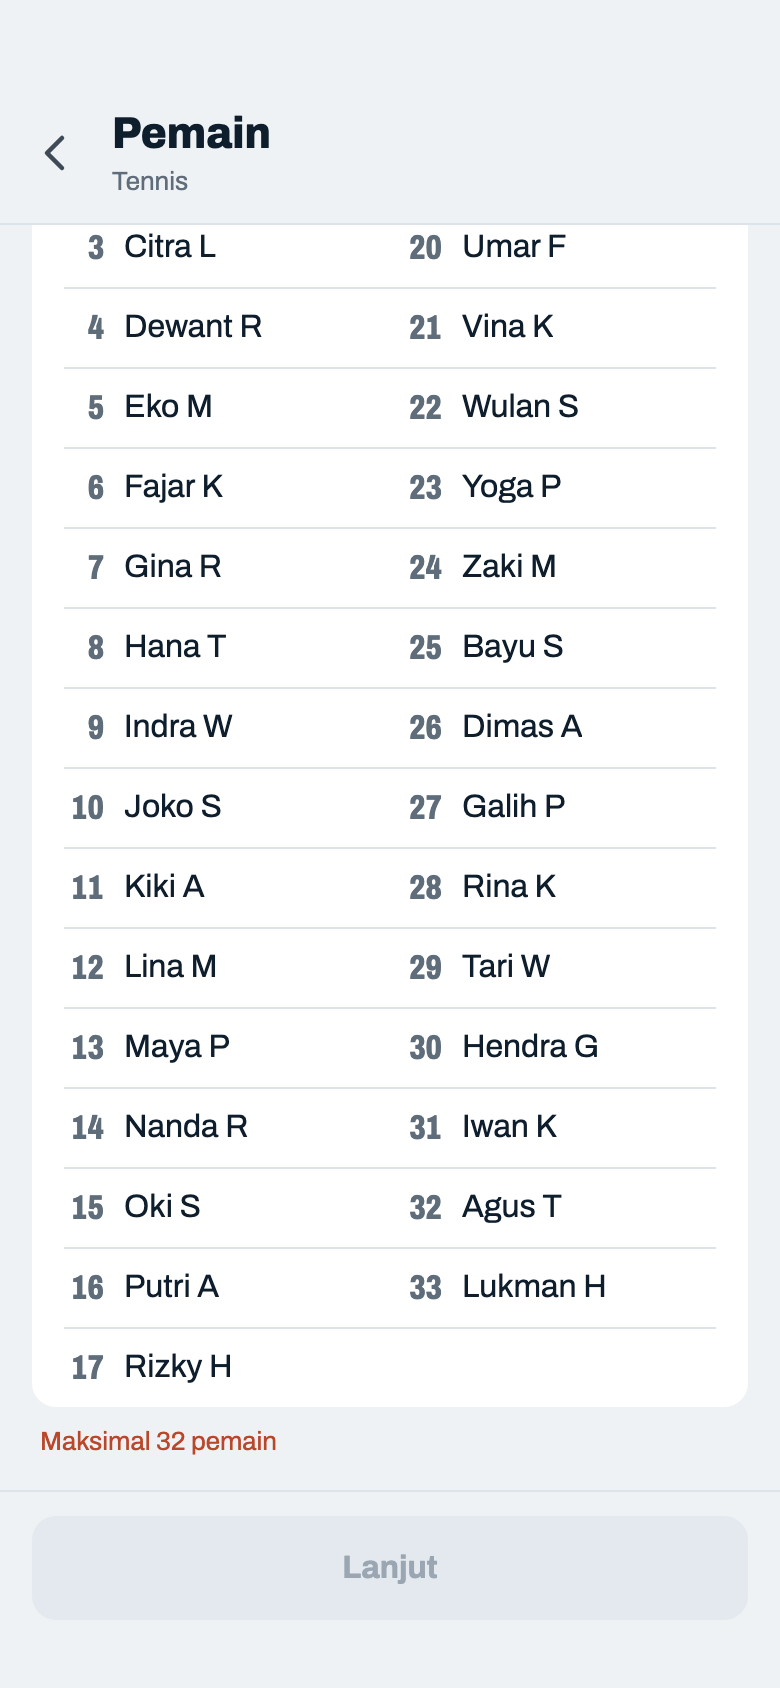 Pemain
Tennis
3 Citra L
20 Umar F
4 Dewant R
21 Vina K
5 Eko M
22 Wulan S
6 Fajar K
23 Yoga P
7 Gina R
24 Zaki M
8 Hana T
25 Bayu S
9 Indra W
26 Dimas A
10 Joko S
27 Galih P
11 Kiki A
28 Rina K
12 Lina M
29 Tari W
13 Maya P
30 Hendra G
14 Nanda R
31 Iwan K
15 Oki S
32 Agus T
16 Putri A
33 Lukman H
17 Rizky H
Maksimal 32 pemain
Lanjut